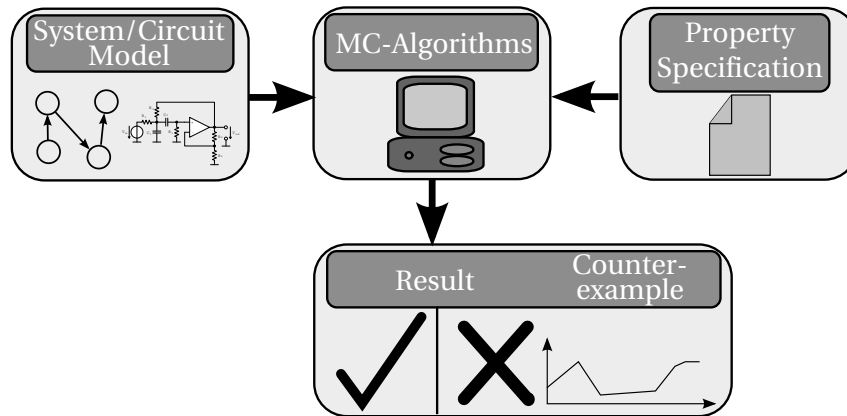 System/Circuit
Model
MC-Algorithms
Property
Specification
Result
Counter-
example